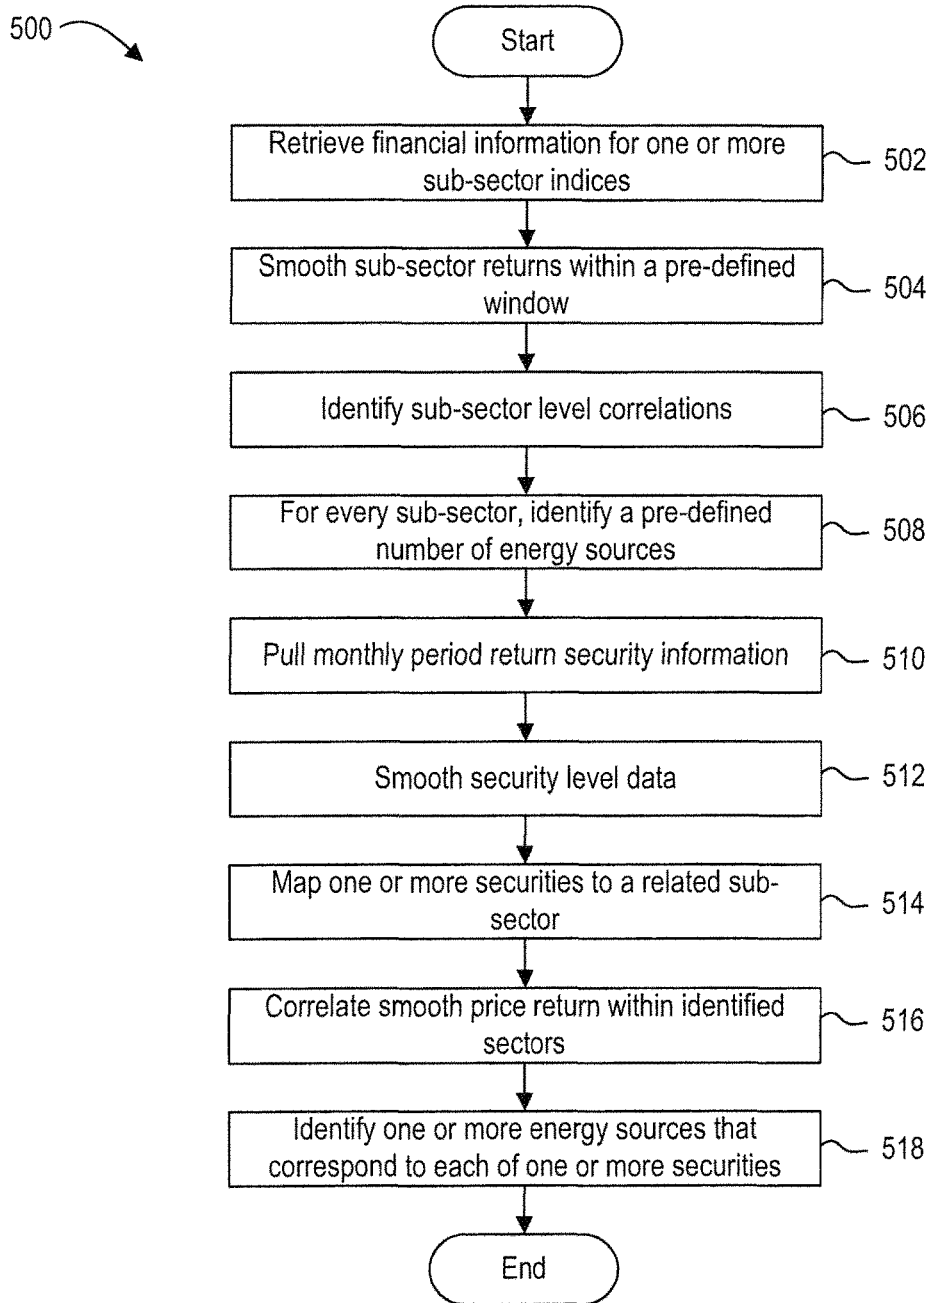 500
Start
Retrieve financial information for one or more
sub-sector indices
502
Smooth sub-sector returns within a pre-defined
window
504
Identify sub-sector level correlations
506
For every sub-sector, identify a pre-defined
number of energy sources
508
Pull monthly period return security information
510
Smooth security level data
512
Map one or more securities to a related sub-
sector
514
Correlate smooth price return within identified
sectors
516
Identify one or more energy sources that
correspond to each of one or more securities
518
End